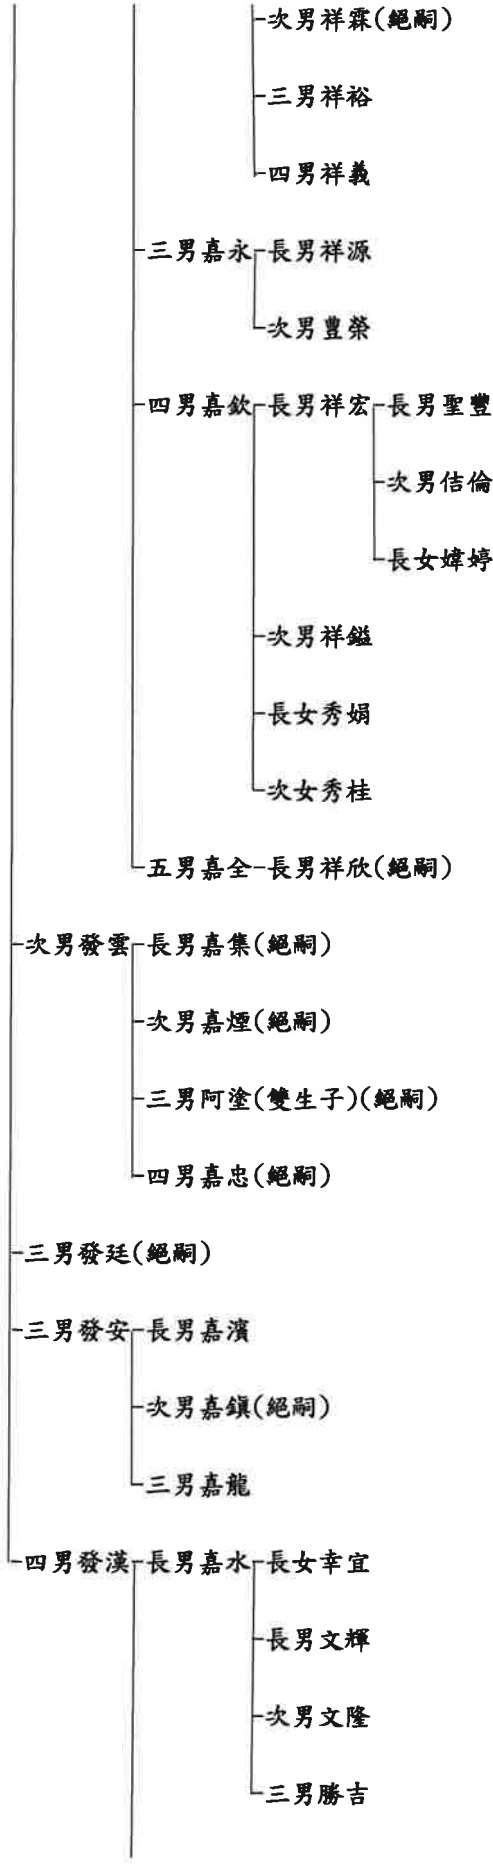 次男祥霖(絕嗣)
三男祥裕
四男祥義
三男嘉永 長男祥源
次男豊榮
四男嘉欽 長男祥宏 長男聖豐
次男佶倫
長女媁婷
次男祥鎰
長女秀娟
次女秀桂
五男嘉全 長男祥欣(絕嗣)
次男發雲 長男嘉集(絕嗣)
次男嘉煙(絕嗣)
三男阿塗(雙生子)(絕嗣)
四男嘉忠(絕嗣)
三男發廷(絕嗣)
三男發安 長男嘉濱
次男嘉鎮(絕嗣)
三男嘉龍
四男發漢 長男嘉水 長女幸宜
長男文輝
次男文隆
三男勝吉